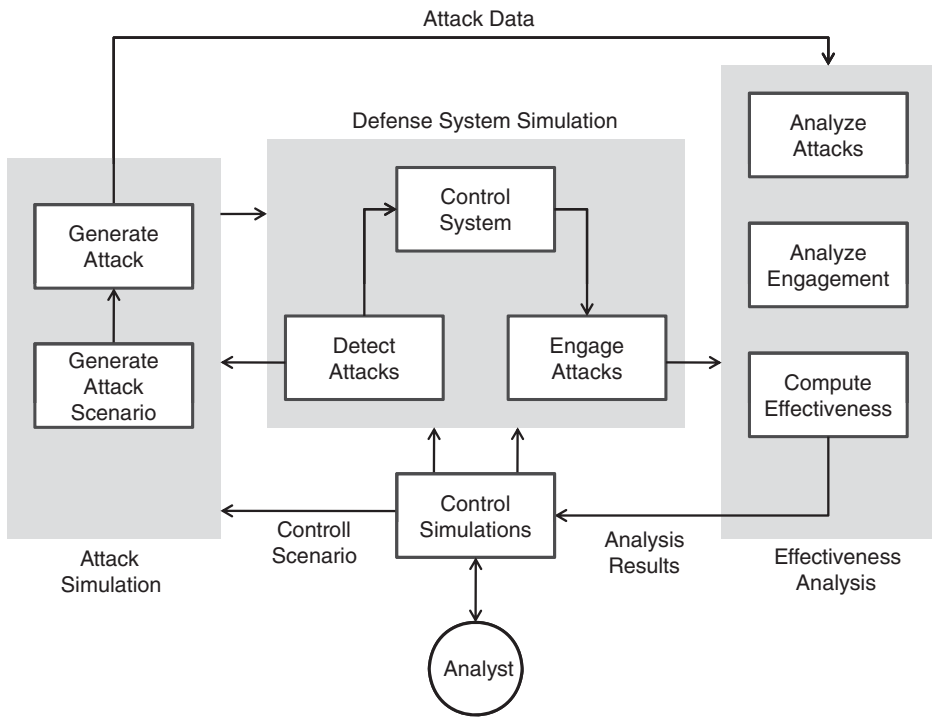 Attack Data
Defense System Simulation
Generate
Attack
Generate
Attack
Scenario
Attack
Simulation
Control
System
Detect
Attacks
Engage
Attacks
Control
Simulations
Controll
Scenario
Analysis
Results
Analyst
Analyze
Attacks
Analyze
Engagement
Compute
Effectiveness
Effectiveness
Analysis